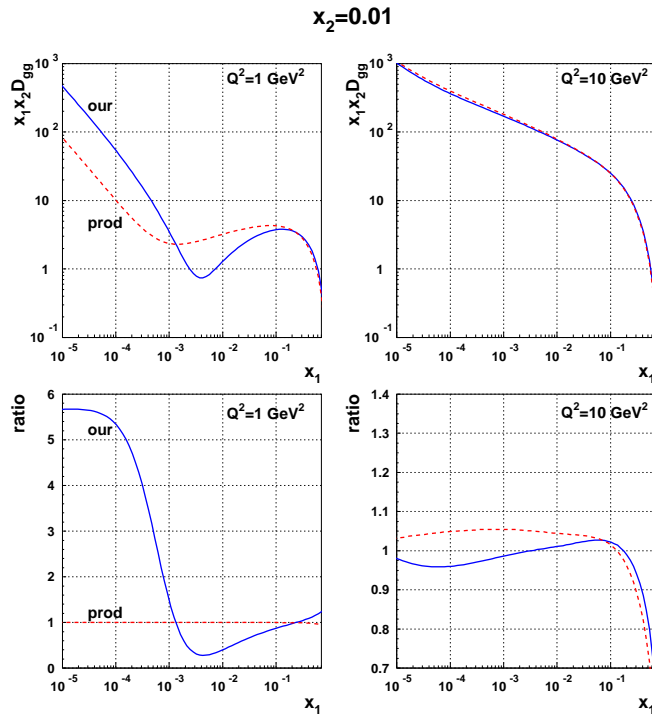 x₂=0.01
x₁x₂D_gg
10³
10²
10
1
10⁻¹
Q²=1 GeV²
our
prod
10⁻⁵ 10⁻⁴ 10⁻³ 10⁻² 10⁻¹
x₁
x₁x₂D_gg
10³
10²
10
1
10⁻¹
Q²=10 GeV²
10⁻⁵ 10⁻⁴ 10⁻³ 10⁻² 10⁻¹
x₁
ratio
6
5
4
3
2
1
0
Q²=1 GeV²
our
prod
10⁻⁵ 10⁻⁴ 10⁻³ 10⁻² 10⁻¹
x₁
ratio
1.4
1.3
1.2
1.1
1
0.9
0.8
0.7
Q²=10 GeV²
10⁻⁵ 10⁻⁴ 10⁻³ 10⁻² 10⁻¹
x₁